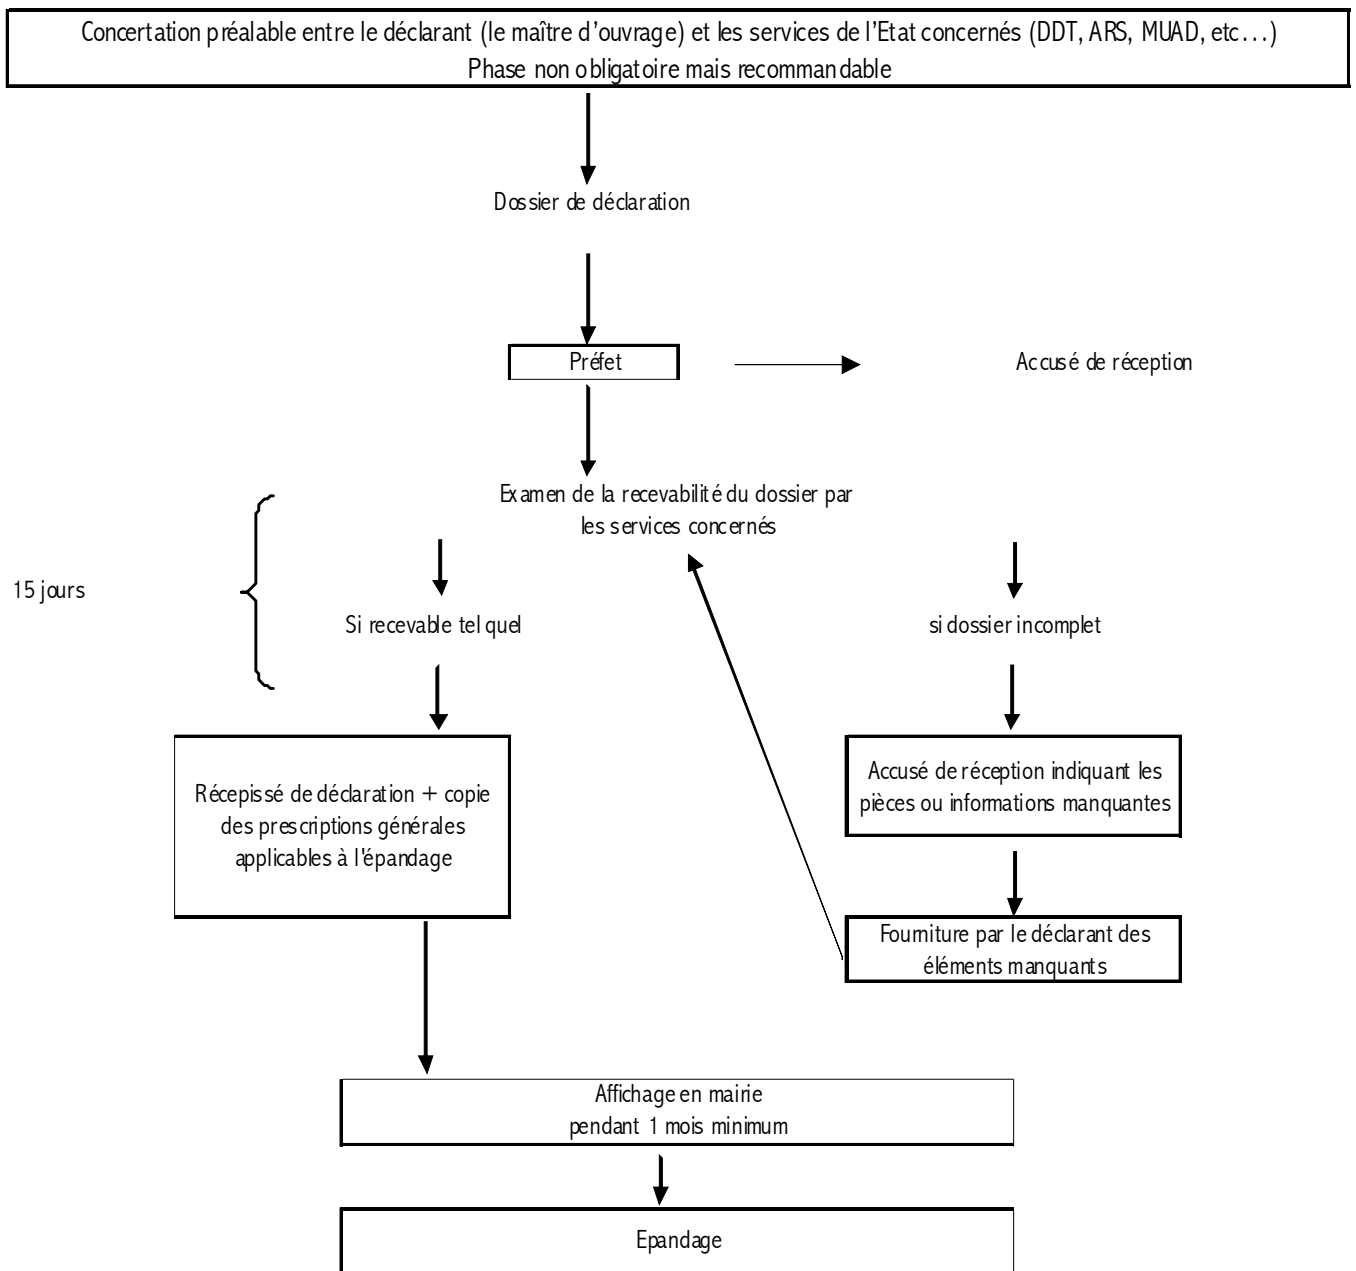 Concertation préalable entre le déclarant (le maître d'ouvrage) et les services de l'Etat concernés (DDT, ARS, MUAD, etc…)
Phase non obligatoire mais recommandable
Dossier de déclaration
Préfet
Accusé de réception
Examen de la recevabilité du dossier par
les services concernés
15 jours
Si recevable tel quel
si dossier incomplet
Récepissé de déclaration + copie
des prescriptions générales
applicables à l'épandage
Accusé de réception indiquant les
pièces ou informations manquantes
Fourniture par le déclarant des
éléments manquants
Affichage en mairie
pendant 1 mois minimum
Epandage